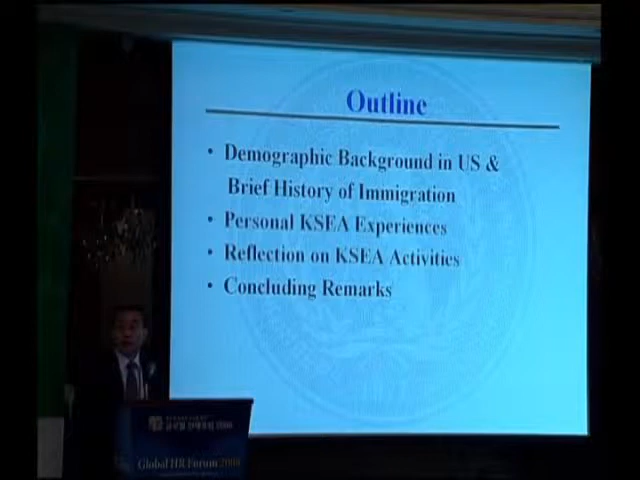 Outline
• Demographic Background in US &
Brief History of Immigration
• Personal KSEA Experiences
• Reflection on KSEA Activities
• Concluding Remarks
Global HR Forum